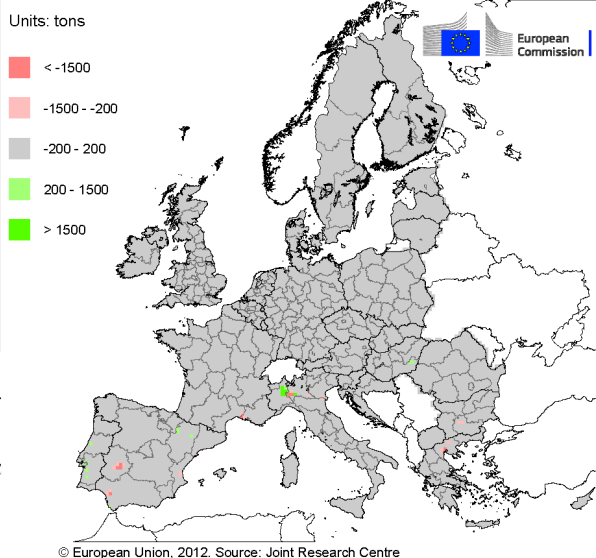 Units: tons
European
Commission
< -1500
-1500 - -200
-200 - 200
200 - 1500
> 1500
© European Union, 2012. Source: Joint Research Centre